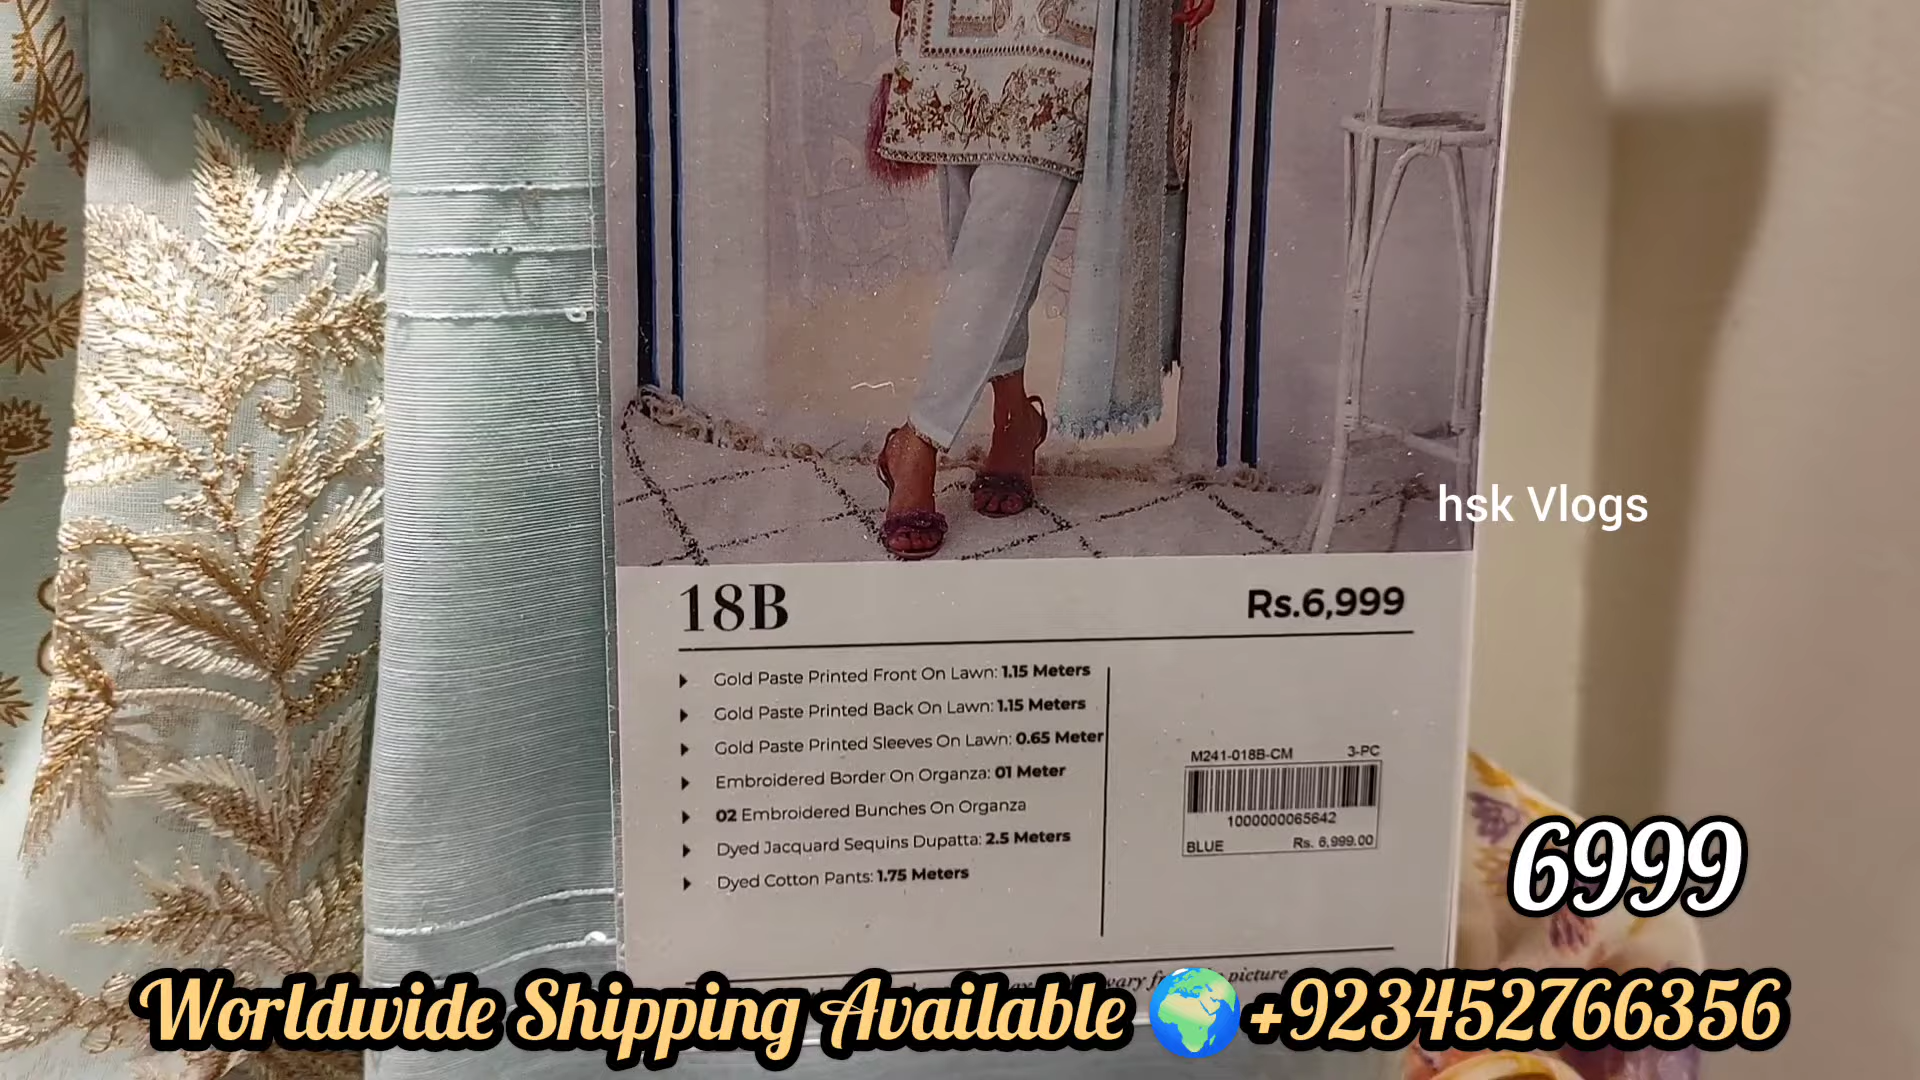 hsk Vlogs
18B
Rs.6,999
Gold Paste Printed Front On Lawn: 1.15 Meters
Gold Paste Printed Back On Lawn: 1.15 Meters
Gold Paste Printed Sleeves On Lawn: 0.65 Meter
Embroidered Border On Organza: 01 Meter
02 Embroidered Bunches On Organza
Dyed Jacquard Sequins Dupatta: 2.5 Meters
Dyed Cotton Pants: 1.75 Meters
M241-018B-CM 3-PC
1000000065642
BLUE Rs. 6,999.00
6999
vary picture
Worldwide Shipping Available 🌍+923452766356